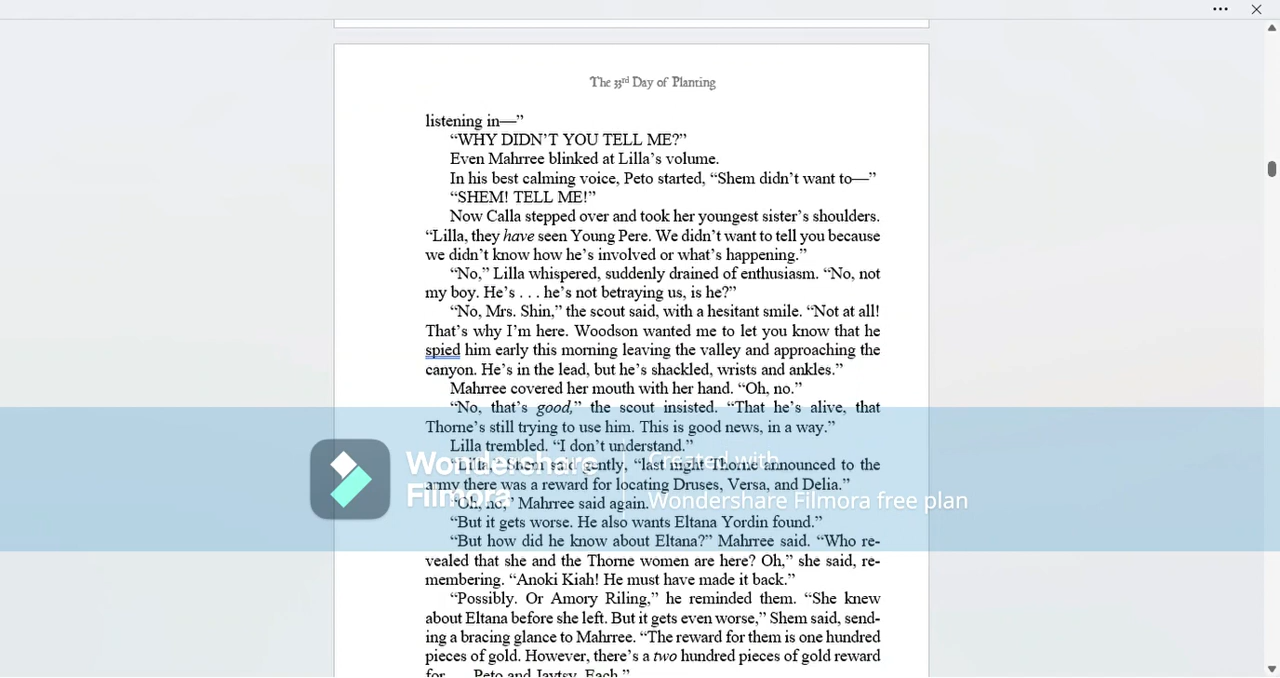 The 33rd Day of Planting
listening in—”
“WHY DIDN’T YOU TELL ME?”
Even Mahrree blinked at Lilla’s volume.
In his best calming voice, Peto started, “Shem didn’t want to—”
“SHEM! TELL ME!”
Now Calla stepped over and took her youngest sister’s shoulders.
“Lilla, they have seen Young Pere. We didn’t want to tell you because
we didn’t know how he’s involved or what’s happening.”
“No,” Lilla whispered, suddenly drained of enthusiasm. “No, not
my boy. He’s . . . he’s not betraying us, is he?”
“No, Mrs. Shin,” the scout said, with a hesitant smile. “Not at all!
That’s why I’m here. Woodson wanted me to let you know that he
spied him early this morning leaving the valley and approaching the
canyon. He’s in the lead, but he’s shackled, wrists and ankles.”
Mahrree covered her mouth with her hand. “Oh, no.”
“No, that’s good,” the scout insisted. “That he’s alive, that
Thorne’s still trying to use him. This is good news, in a way.”
Lilla trembled. “I don’t understand.”
“Lilla,” Shem said gently, “last night Thorne announced to the
army there was a reward for locating Druses, Versa, and Delia.”
“Oh, no,” Mahrree said again.
“But it gets worse. He also wants Eltana Yordin found.”
“But how did he know about Eltana?” Mahrree said. “Who re-
vealed that she and the Thorne women are here? Oh,” she said, re-
membering. “Anoki Kiah! He must have made it back.”
“Possibly. Or Amory Riling,” he reminded them. “She knew
about Eltana before she left. But it gets even worse,” Shem said, send-
ing a bracing glance to Mahrree. “The reward for them is one hundred
pieces of gold. However, there’s a two hundred pieces of gold reward
for . . . Peto and Jaytsy. Each.”
Wondershare
Filmora
Created with
Wondershare Filmora free plan